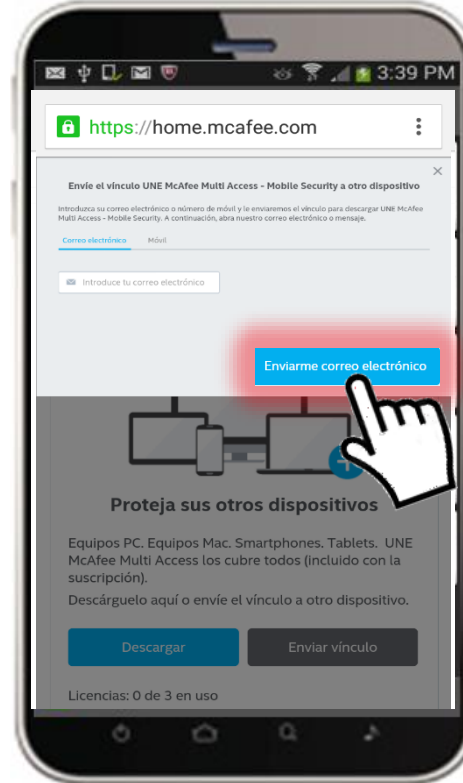 3:39 PM
https://home.mcafee.com
Envíe el vínculo UNE McAfee Multi Access - Mobile Security a otro dispositivo
Introduzca su correo electrónico o número de móvil y le enviaremos el vínculo para descargar UNE McAfee
Multi Access - Mobile Security. A continuación, abra nuestro correo electrónico o mensaje.
Correo electrónico Móvil
Introduce tu correo electrónico
Enviarme correo electrónico
Proteja sus otros dispositivos
Equipos PC. Equipos Mac. Smartphones. Tablets. UNE
McAfee Multi Access los cubre todos (incluido con la
suscripción).
Descárguelo aquí o envíe el vínculo a otro dispositivo.
Descargar Enviar vínculo
Licencias: 0 de 3 en uso